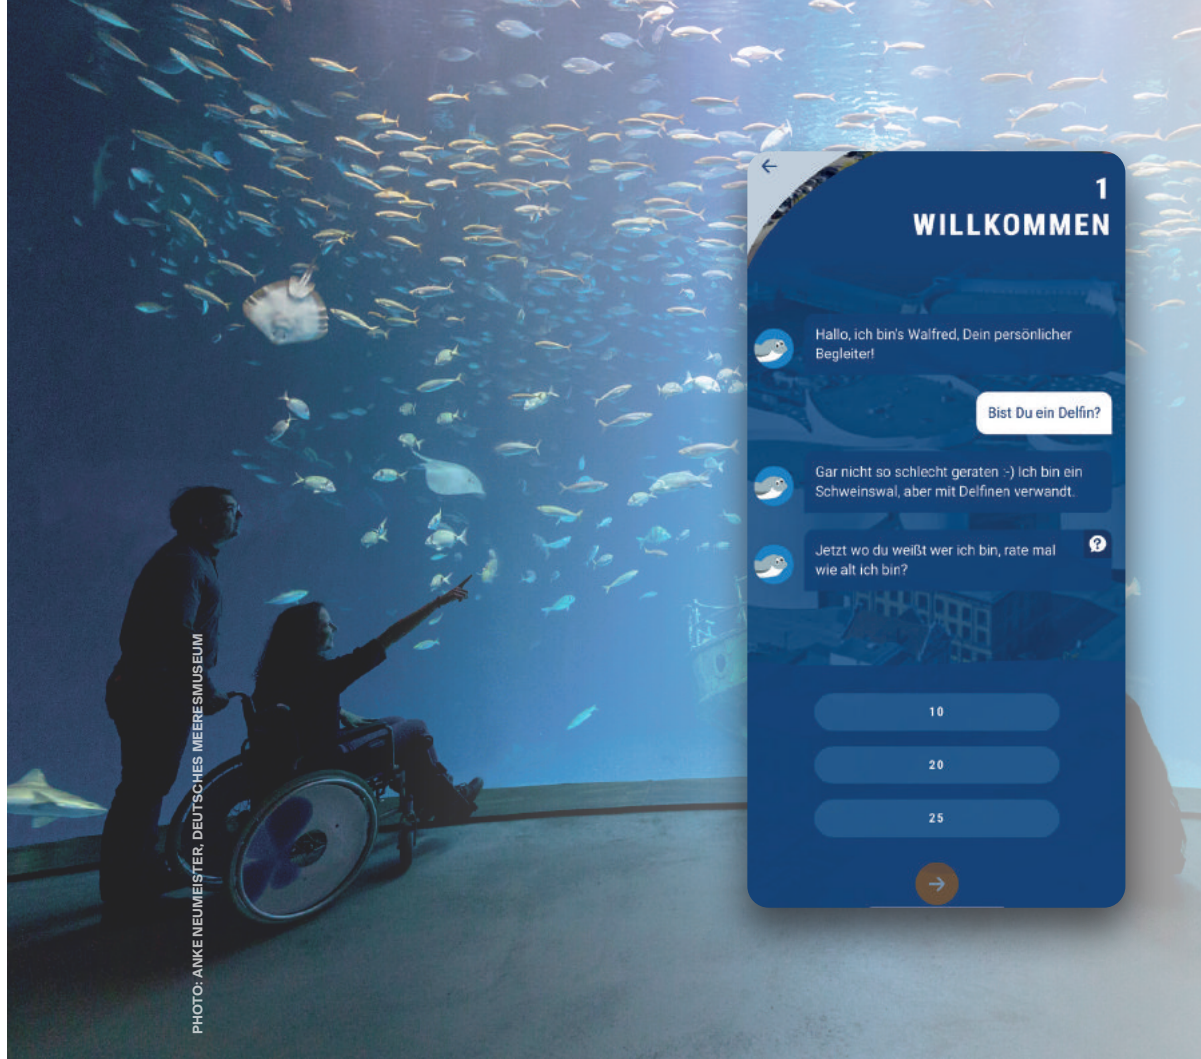 1
WILLKOMMEN
Hallo, ich bin's Walfred, Dein persönlicher
Begleiter!
Bist Du ein Delfin?
Gar nicht so schlecht geraten :-) Ich bin ein
Schweinswal, aber mit Delfinen verwandt.
Jetzt wo du weißt wer ich bin, rate mal
wie alt ich bin?
?
10
20
25
PHOTO: ANKE NEUMEISTER, DEUTSCHES MEERESMUSEUM